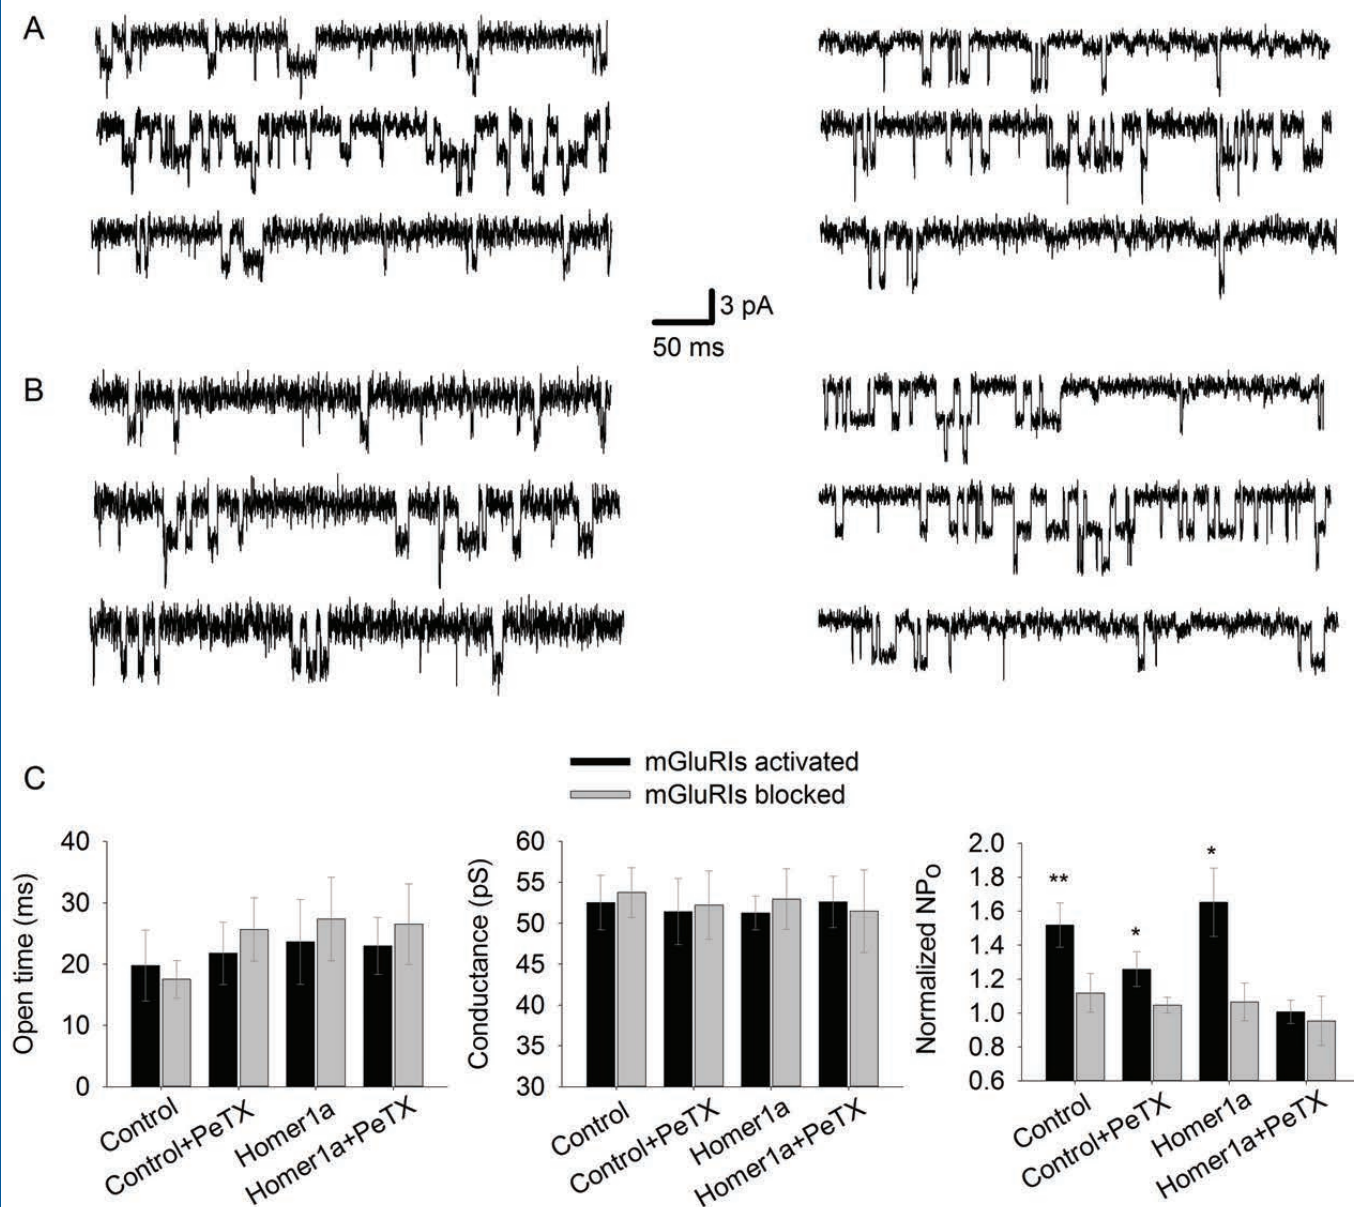 A
3 pA
50 ms
B
C
mGluRIs activated
mGluRIs blocked
Open time (ms)
40
30
20
10
0
Control
Control+PeTX
Homer1a
Homer1a+PeTX
Conductance (pS)
60
55
50
45
40
35
30
Control
Control+PeTX
Homer1a
Homer1a+PeTX
Normalized NPO
2.0
1.8
1.6
1.4
1.2
1.0
0.8
0.6
**
*
*
Control
Control+PeTX
Homer1a
Homer1a+PeTX